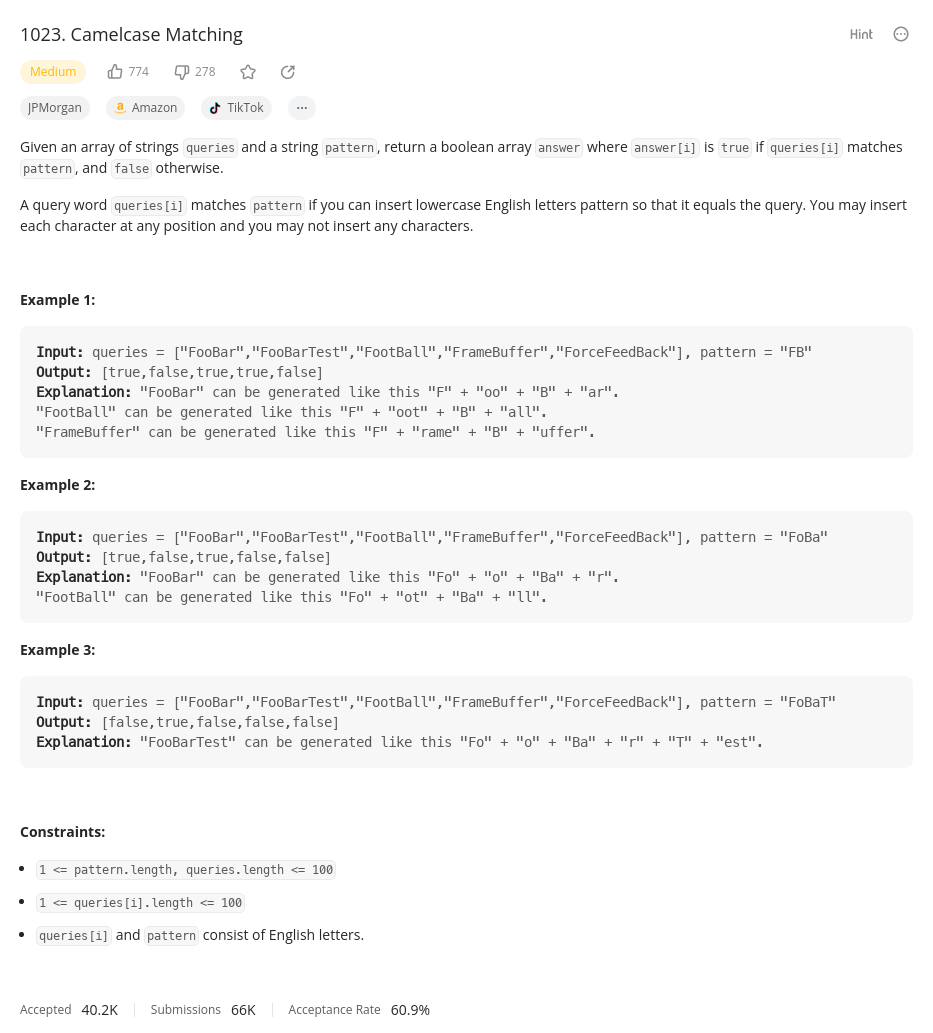 1023. Camelcase Matching
Hint
Medium 774 278
JPMorgan Amazon TikTok ...
Given an array of strings queries and a string pattern, return a boolean array answer where answer[i] is true if queries[i] matches
pattern, and false otherwise.
A query word queries[i] matches pattern if you can insert lowercase English letters pattern so that it equals the query. You may insert
each character at any position and you may not insert any characters.
Example 1:
Input: queries = ["FooBar","FooBarTest","FootBall","FrameBuffer","ForceFeedBack"], pattern = "FB"
Output: [true,false,true,true,false]
Explanation: "FooBar" can be generated like this "F" + "oo" + "B" + "ar".
"FootBall" can be generated like this "F" + "oot" + "B" + "all".
"FrameBuffer" can be generated like this "F" + "rame" + "B" + "uffer".
Example 2:
Input: queries = ["FooBar","FooBarTest","FootBall","FrameBuffer","ForceFeedBack"], pattern = "FoBa"
Output: [true,false,true,false,false]
Explanation: "FooBar" can be generated like this "Fo" + "o" + "Ba" + "r".
"FootBall" can be generated like this "Fo" + "ot" + "Ba" + "ll".
Example 3:
Input: queries = ["FooBar","FooBarTest","FootBall","FrameBuffer","ForceFeedBack"], pattern = "FoBaT"
Output: [false,true,false,false,false]
Explanation: "FooBarTest" can be generated like this "Fo" + "o" + "Ba" + "r" + "T" + "est".
Constraints:
• 1 <= pattern.length, queries.length <= 100
• 1 <= queries[i].length <= 100
• queries[i] and pattern consist of English letters.
Accepted 40.2K Submissions 66K Acceptance Rate 60.9%